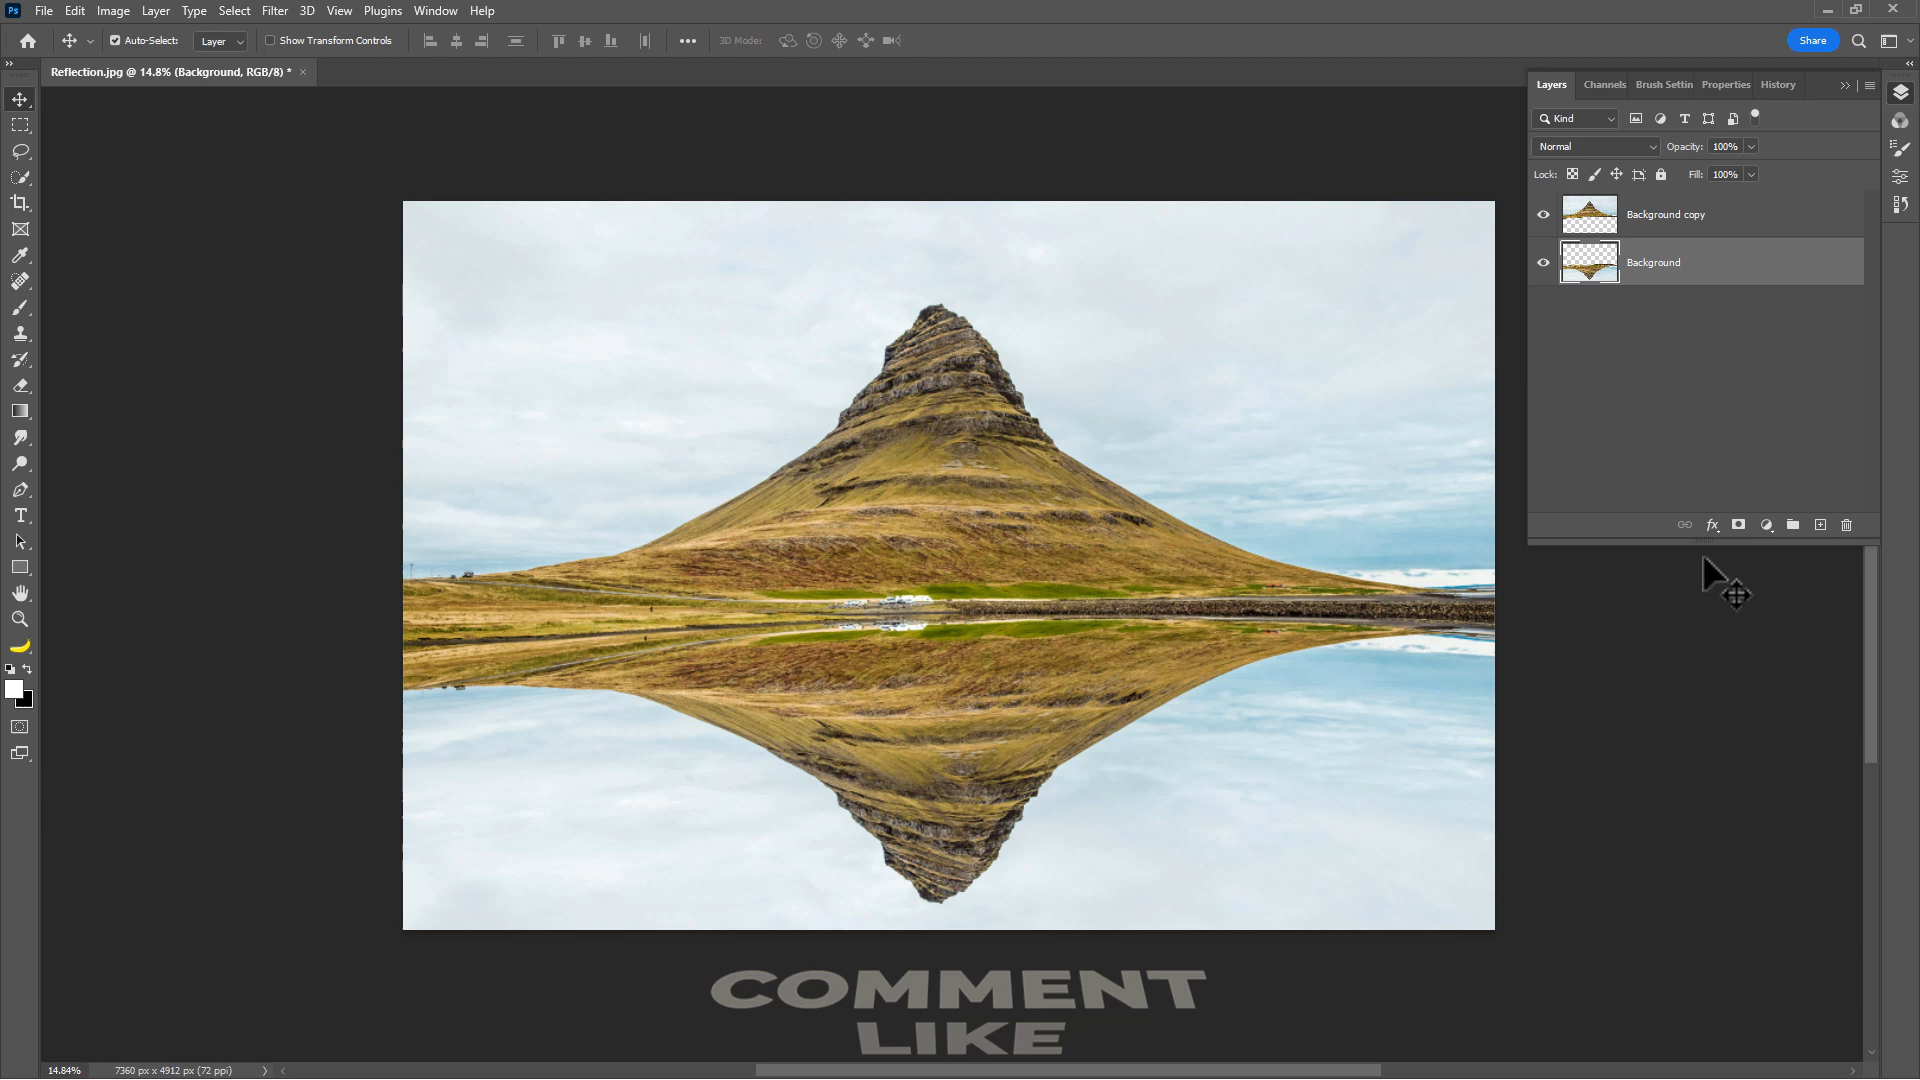 Ps File Edit Image Layer Type Select Filter 3D View Plugins Window Help
Auto-Select: Layer Show Transform Controls 3D Mode: Share
Reflection.jpg @ 14.8% (Background, RGB/8) *
Layers Channels Brush Settin Properties History
Kind
Normal Opacity: 100%
Lock: Fill: 100%
Background copy
Background
COMMENT
LIKE
14.84% 7360 px x 4912 px (72 ppi)